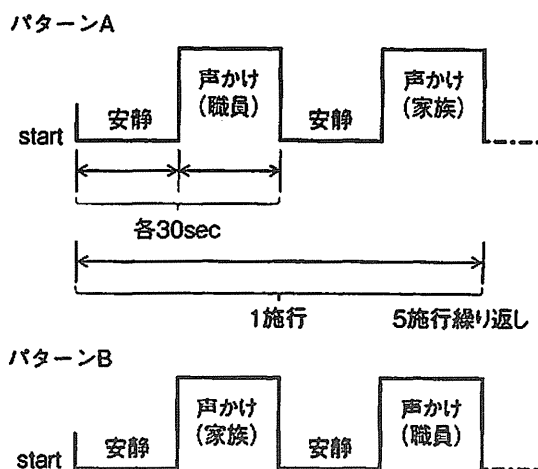 パターンA
声かけ
(職員)
声かけ
(家族)
安静
安静
start
各30sec
1施行
5施行繰り返し
パターンB
声かけ
(家族)
声かけ
(職員)
安静
安静
start